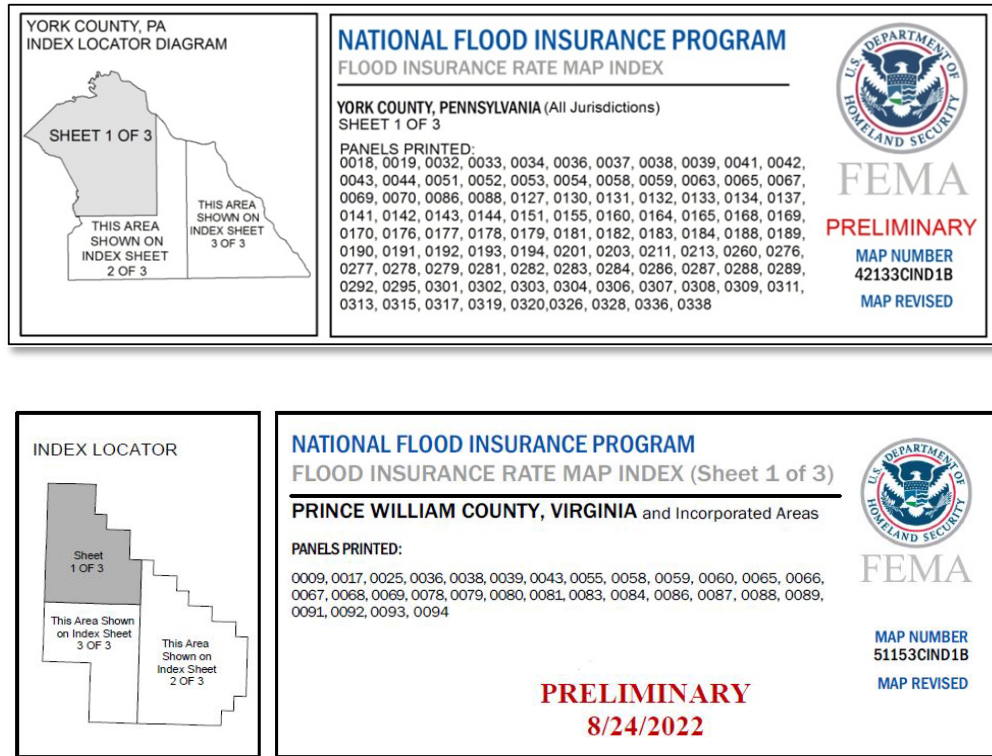 YORK COUNTY, PA
INDEX LOCATOR DIAGRAM
SHEET 1 OF 3
THIS AREA
SHOWN ON
INDEX SHEET
2 OF 3
THIS AREA
SHOWN ON
INDEX SHEET
3 OF 3
NATIONAL FLOOD INSURANCE PROGRAM
FLOOD INSURANCE RATE MAP INDEX
YORK COUNTY, PENNSYLVANIA (All Jurisdictions)
SHEET 1 OF 3
PANELS PRINTED:
0018, 0019, 0032, 0033, 0034, 0036, 0037, 0038, 0039, 0041, 0042,
0043, 0044, 0051, 0052, 0053, 0054, 0058, 0059, 0063, 0065, 0067,
0069, 0070, 0086, 0088, 0127, 0130, 0131, 0132, 0133, 0134, 0137,
0141, 0142, 0143, 0144, 0151, 0155, 0160, 0164, 0165, 0168, 0169,
0170, 0176, 0177, 0178, 0179, 0181, 0182, 0183, 0184, 0188, 0189,
0190, 0191, 0192, 0193, 0194, 0201, 0203, 0211, 0213, 0260, 0276,
0277, 0278, 0279, 0281, 0282, 0283, 0284, 0286, 0287, 0288, 0289,
0292, 0295, 0301, 0302, 0303, 0304, 0306, 0307, 0308, 0309, 0311,
0313, 0315, 0317, 0319, 0320,0326, 0328, 0336, 0338
U.S. DEPARTMENT OF
HOMELAND SECURITY
FEMA
PRELIMINARY
MAP NUMBER
42133CIND1B
MAP REVISED
INDEX LOCATOR
Sheet
1 OF 3
This Area Shown
on Index Sheet
3 OF 3
This Area
Shown on
Index Sheet
2 OF 3
NATIONAL FLOOD INSURANCE PROGRAM
FLOOD INSURANCE RATE MAP INDEX (Sheet 1 of 3)
PRINCE WILLIAM COUNTY, VIRGINIA and Incorporated Areas
PANELS PRINTED:
0009, 0017, 0025, 0036, 0038, 0039, 0043, 0055, 0058, 0059, 0060, 0065, 0066,
0067, 0068, 0069, 0078, 0079, 0080, 0081, 0083, 0084, 0086, 0087, 0088, 0089,
0091, 0092, 0093, 0094
PRELIMINARY
8/24/2022
U.S. DEPARTMENT OF
HOMELAND SECURITY
FEMA
MAP NUMBER
51153CIND1B
MAP REVISED